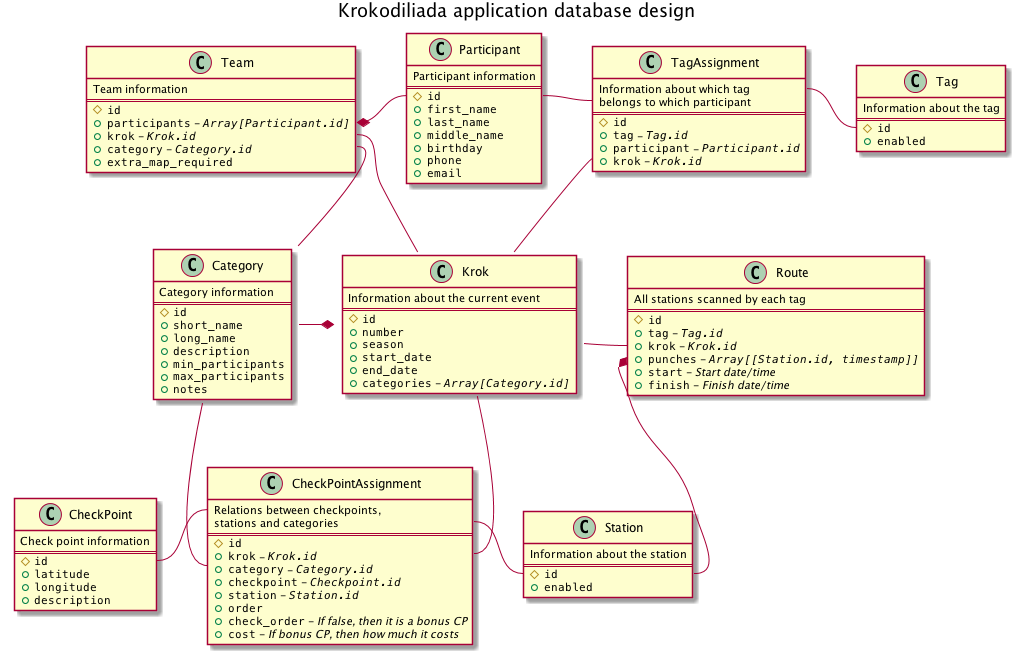 Krokodiliada application database design
C Team
Team information
id
participants – Array[Participant.id]
krok – Krok.id
category – Category.id
extra_map_required
C Participant
Participant information
id
first_name
last_name
middle_name
birthday
phone
email
C TagAssignment
Information about which tag
belongs to which participant
id
tag – Tag.id
participant – Participant.id
krok – Krok.id
C Tag
Information about the tag
id
enabled
C Category
Category information
id
short_name
long_name
description
min_participants
max_participants
notes
C Krok
Information about the current event
id
number
season
start_date
end_date
categories – Array[Category.id]
C Route
All stations scanned by each tag
id
tag – Tag.id
krok – Krok.id
punches – Array[[Station.id, timestamp]]
start – Start date/time
finish – Finish date/time
C CheckPoint
Check point information
id
latitude
longitude
description
C CheckPointAssignment
Relations between checkpoints,
stations and categories
id
krok – Krok.id
category – Category.id
checkpoint – Checkpoint.id
station – Station.id
order
check_order – If false, then it is a bonus CP
cost – If bonus CP, then how much it costs
C Station
Information about the station
id
enabled